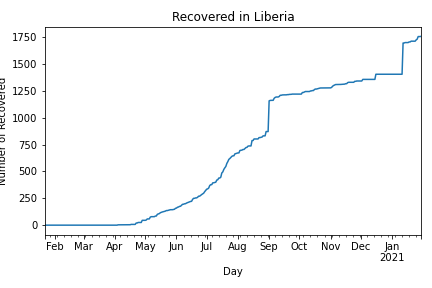 Recovered in Liberia
Number of Recovered
1750
1500
1250
1000
750
500
250
0
Feb Mar Apr May Jun Jul Aug Sep Oct Nov Dec Jan
2021
Day